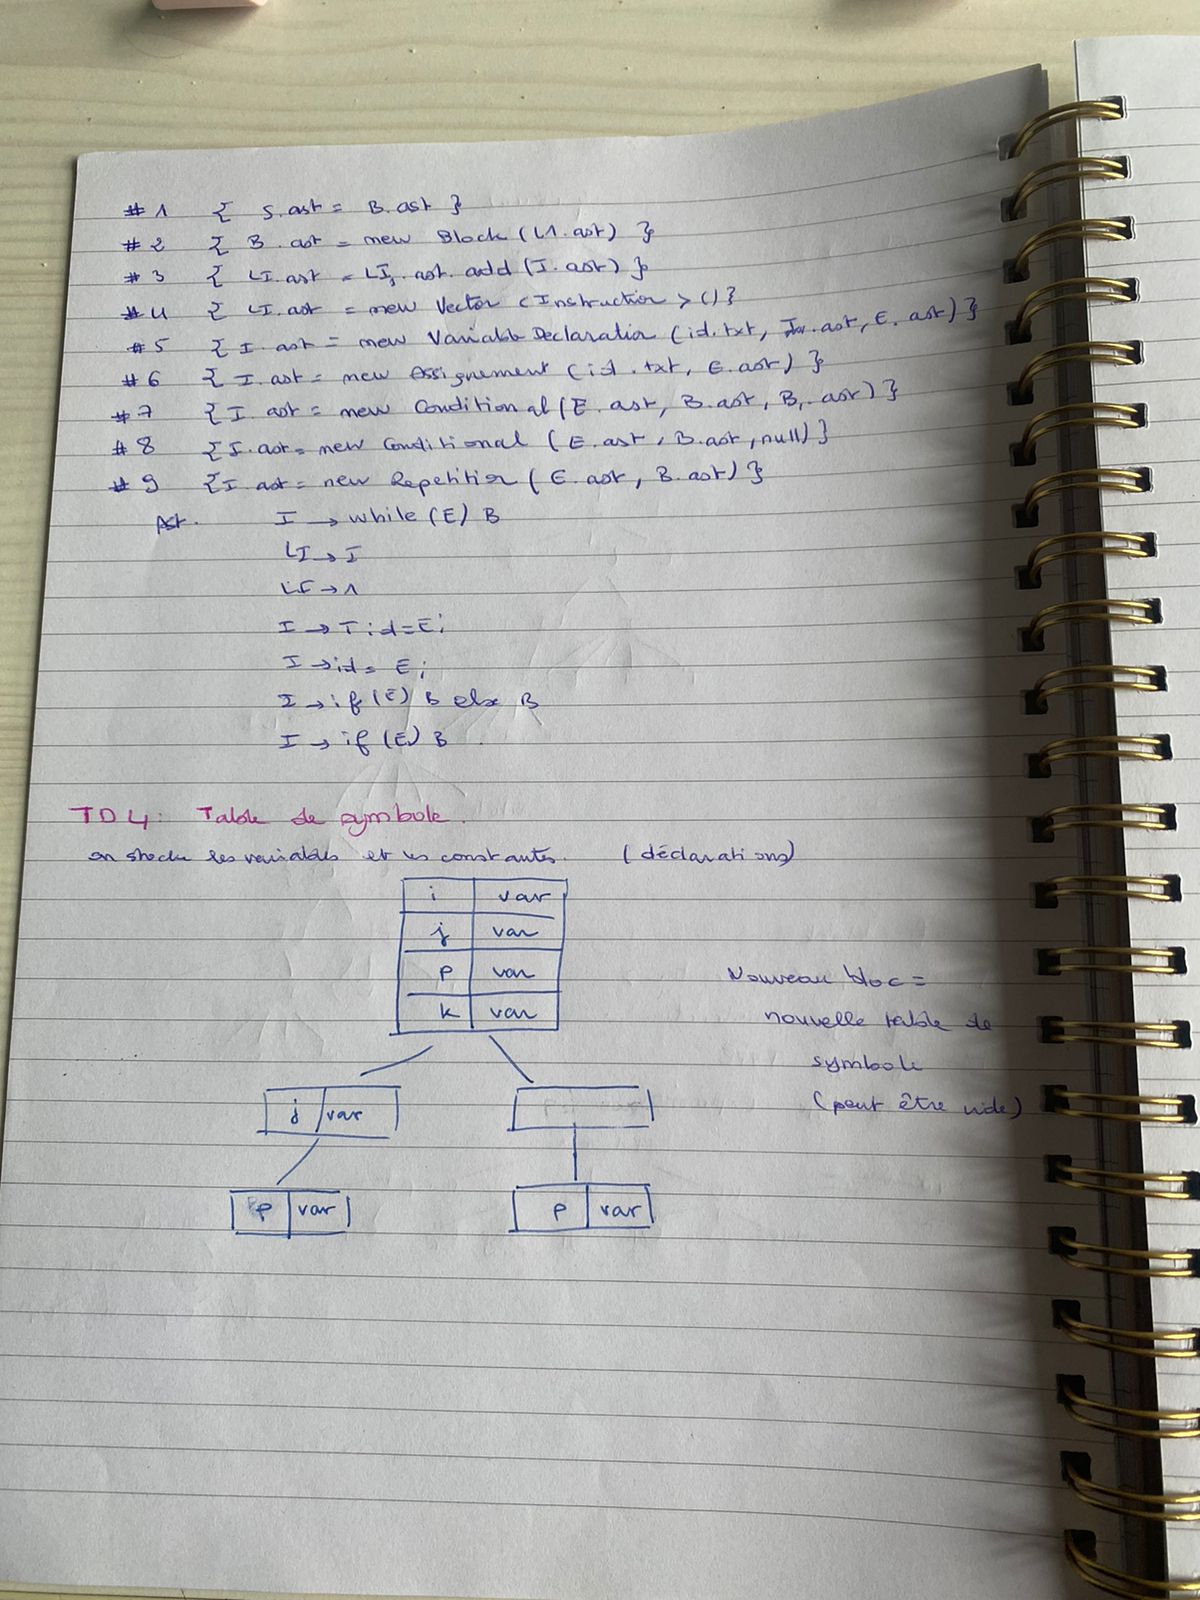 #1 { S.ast = B.ast }
#2 { B.ast = new Block(LI.ast) }
#3 { LI.ast = LI₁.ast.add(I.ast) }
#4 { LI.ast = new Vector <Instruction>() }
#5 { I.ast = new Variable Declaration (id.txt, .ast, E.ast) }
#6 { I.ast = new Assignement (id.txt, E.ast) }
#7 { I.ast = new Conditional (E.ast, B.ast, B₁.ast) }
#8 { I.ast = new Conditional (E.ast, B.ast, null) }
#9 { I.ast = new Repetition (E.ast, B.ast) }
Ast. I → while (E) B
LI → I
LI → Λ
I → T id = E;
I → id = E;
I → if (E) B else B
I → if (E) B
TD4: Table de symbole.
on stocke les variables et les constantes. (déclarations)
i var
j var
p var
k var
Nouveau bloc =
nouvelle table de
symbole
(peut être vide)
j var
p var
p var